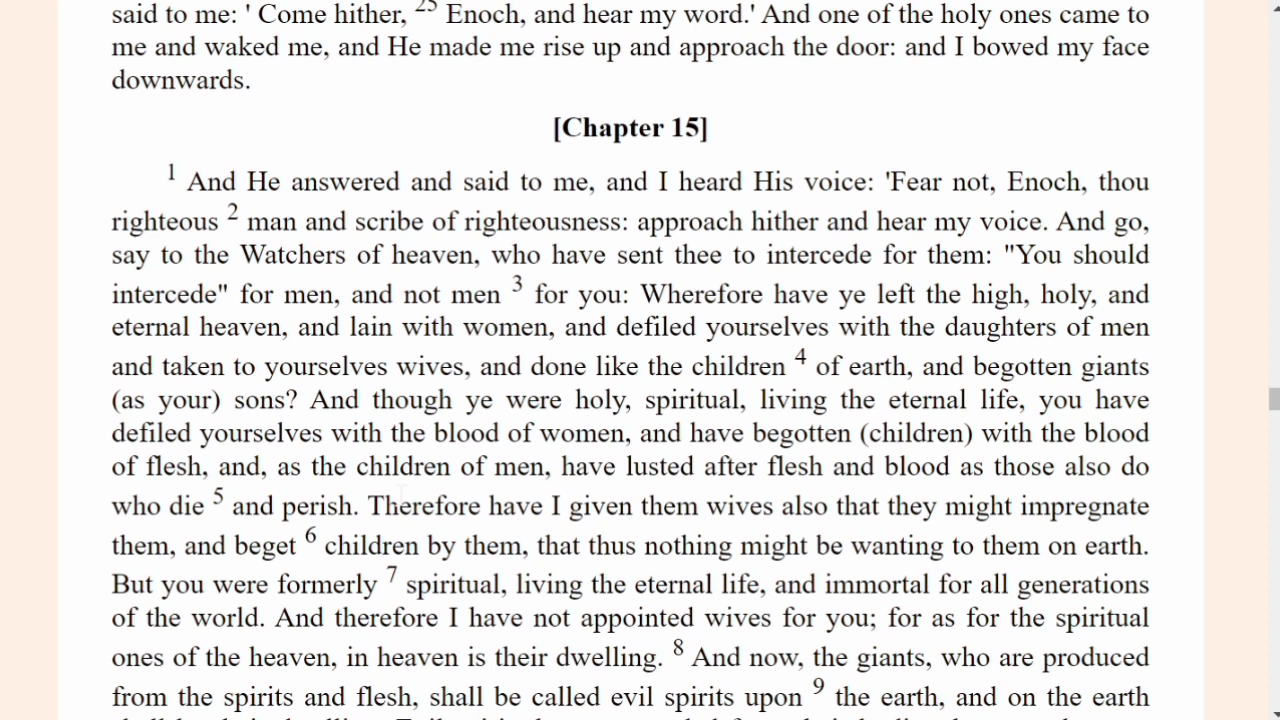 said to me: ' Come hither, 25 Enoch, and hear my word.' And one of the holy ones came to
me and waked me, and He made me rise up and approach the door: and I bowed my face
downwards.
[Chapter 15]
1 And He answered and said to me, and I heard His voice: 'Fear not, Enoch, thou
righteous 2 man and scribe of righteousness: approach hither and hear my voice. And go,
say to the Watchers of heaven, who have sent thee to intercede for them: "You should
intercede" for men, and not men 3 for you: Wherefore have ye left the high, holy, and
eternal heaven, and lain with women, and defiled yourselves with the daughters of men
and taken to yourselves wives, and done like the children 4 of earth, and begotten giants
(as your) sons? And though ye were holy, spiritual, living the eternal life, you have
defiled yourselves with the blood of women, and have begotten (children) with the blood
of flesh, and, as the children of men, have lusted after flesh and blood as those also do
who die 5 and perish. Therefore have I given them wives also that they might impregnate
them, and beget 6 children by them, that thus nothing might be wanting to them on earth.
But you were formerly 7 spiritual, living the eternal life, and immortal for all generations
of the world. And therefore I have not appointed wives for you; for as for the spiritual
ones of the heaven, in heaven is their dwelling. 8 And now, the giants, who are produced
from the spirits and flesh, shall be called evil spirits upon 9 the earth, and on the earth